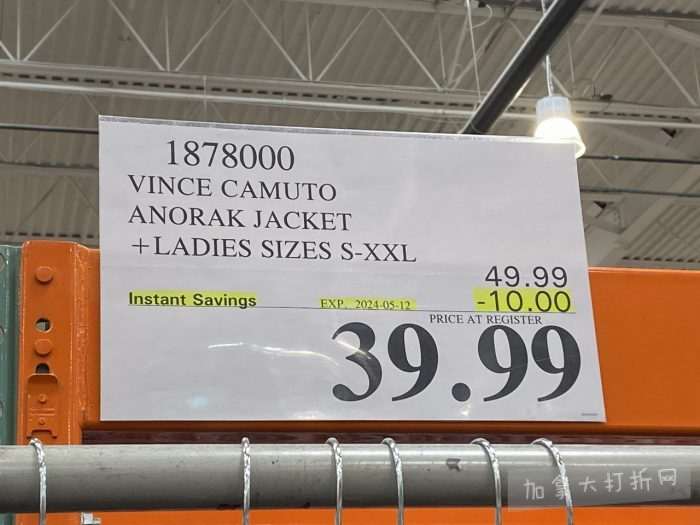 1878000
VINCE CAMUTO
ANORAK JACKET
+LADIES SIZES S-XXL
49.99
Instant Savings EXP. 2024-05-12 -10.00
PRICE AT REGISTER
39.99
加拿大打折网